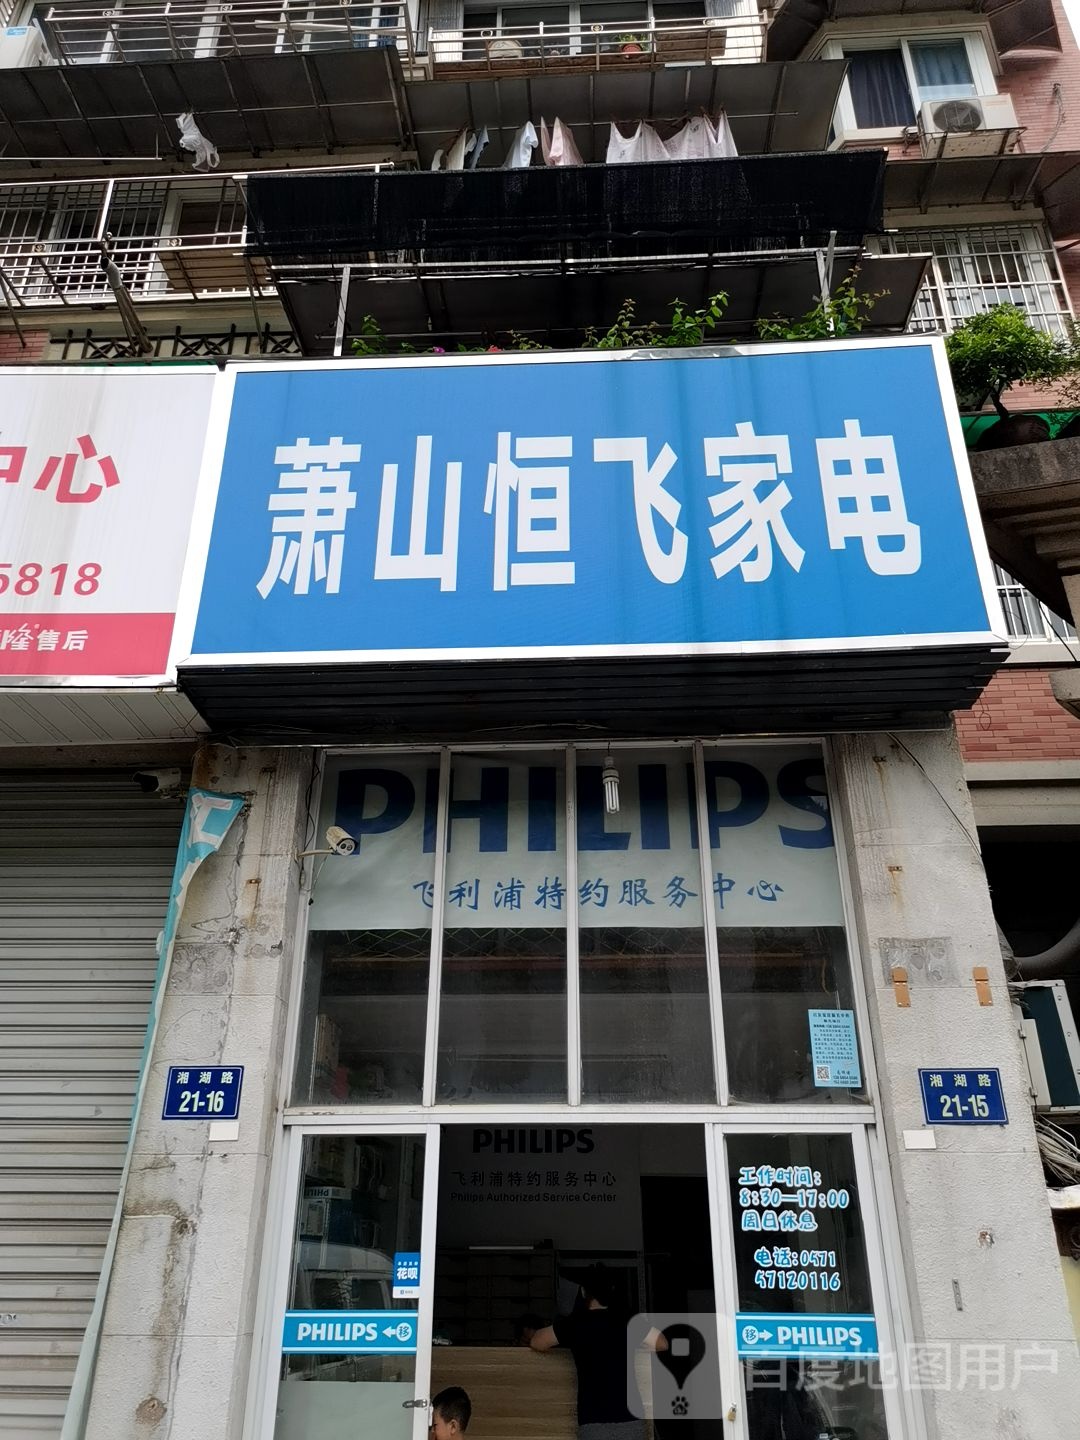 中心
5818
隆售后
萧山恒飞家电
PHILIPS
飞利浦特约服务中心
湘湖路
21-16
湘湖路
21-15
PHILIPS
飞利浦特约服务中心
Philips Authorized Service Center
工作时间：
8:30—17:00
周日休息
电话：0571
57120116
花呗
PHILIPS
移
移
PHILIPS
百度地图用户